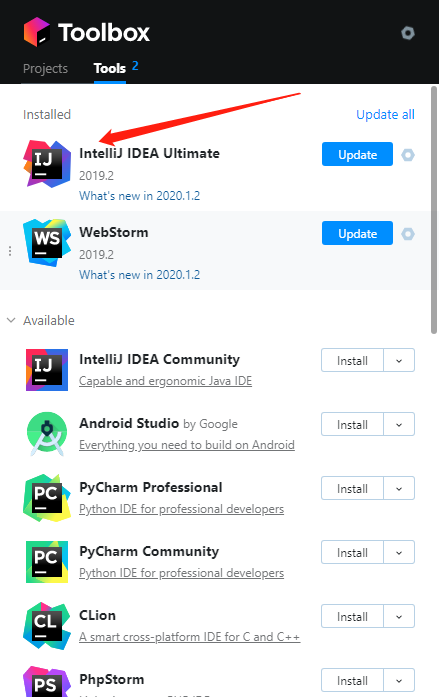 Toolbox
Projects Tools 2
Installed Update all
IJ IntelliJ IDEA Ultimate Update
2019.2
What's new in 2020.1.2
WS WebStorm Update
2019.2
What's new in 2020.1.2
Available
IJ IntelliJ IDEA Community Install
Capable and ergonomic Java IDE
Android Studio by Google Install
Everything you need to build on Android
PC PyCharm Professional Install
Python IDE for professional developers
PC PyCharm Community Install
Python IDE for professional developers
CL CLion Install
A smart cross-platform IDE for C and C++
PS PhpStorm Install